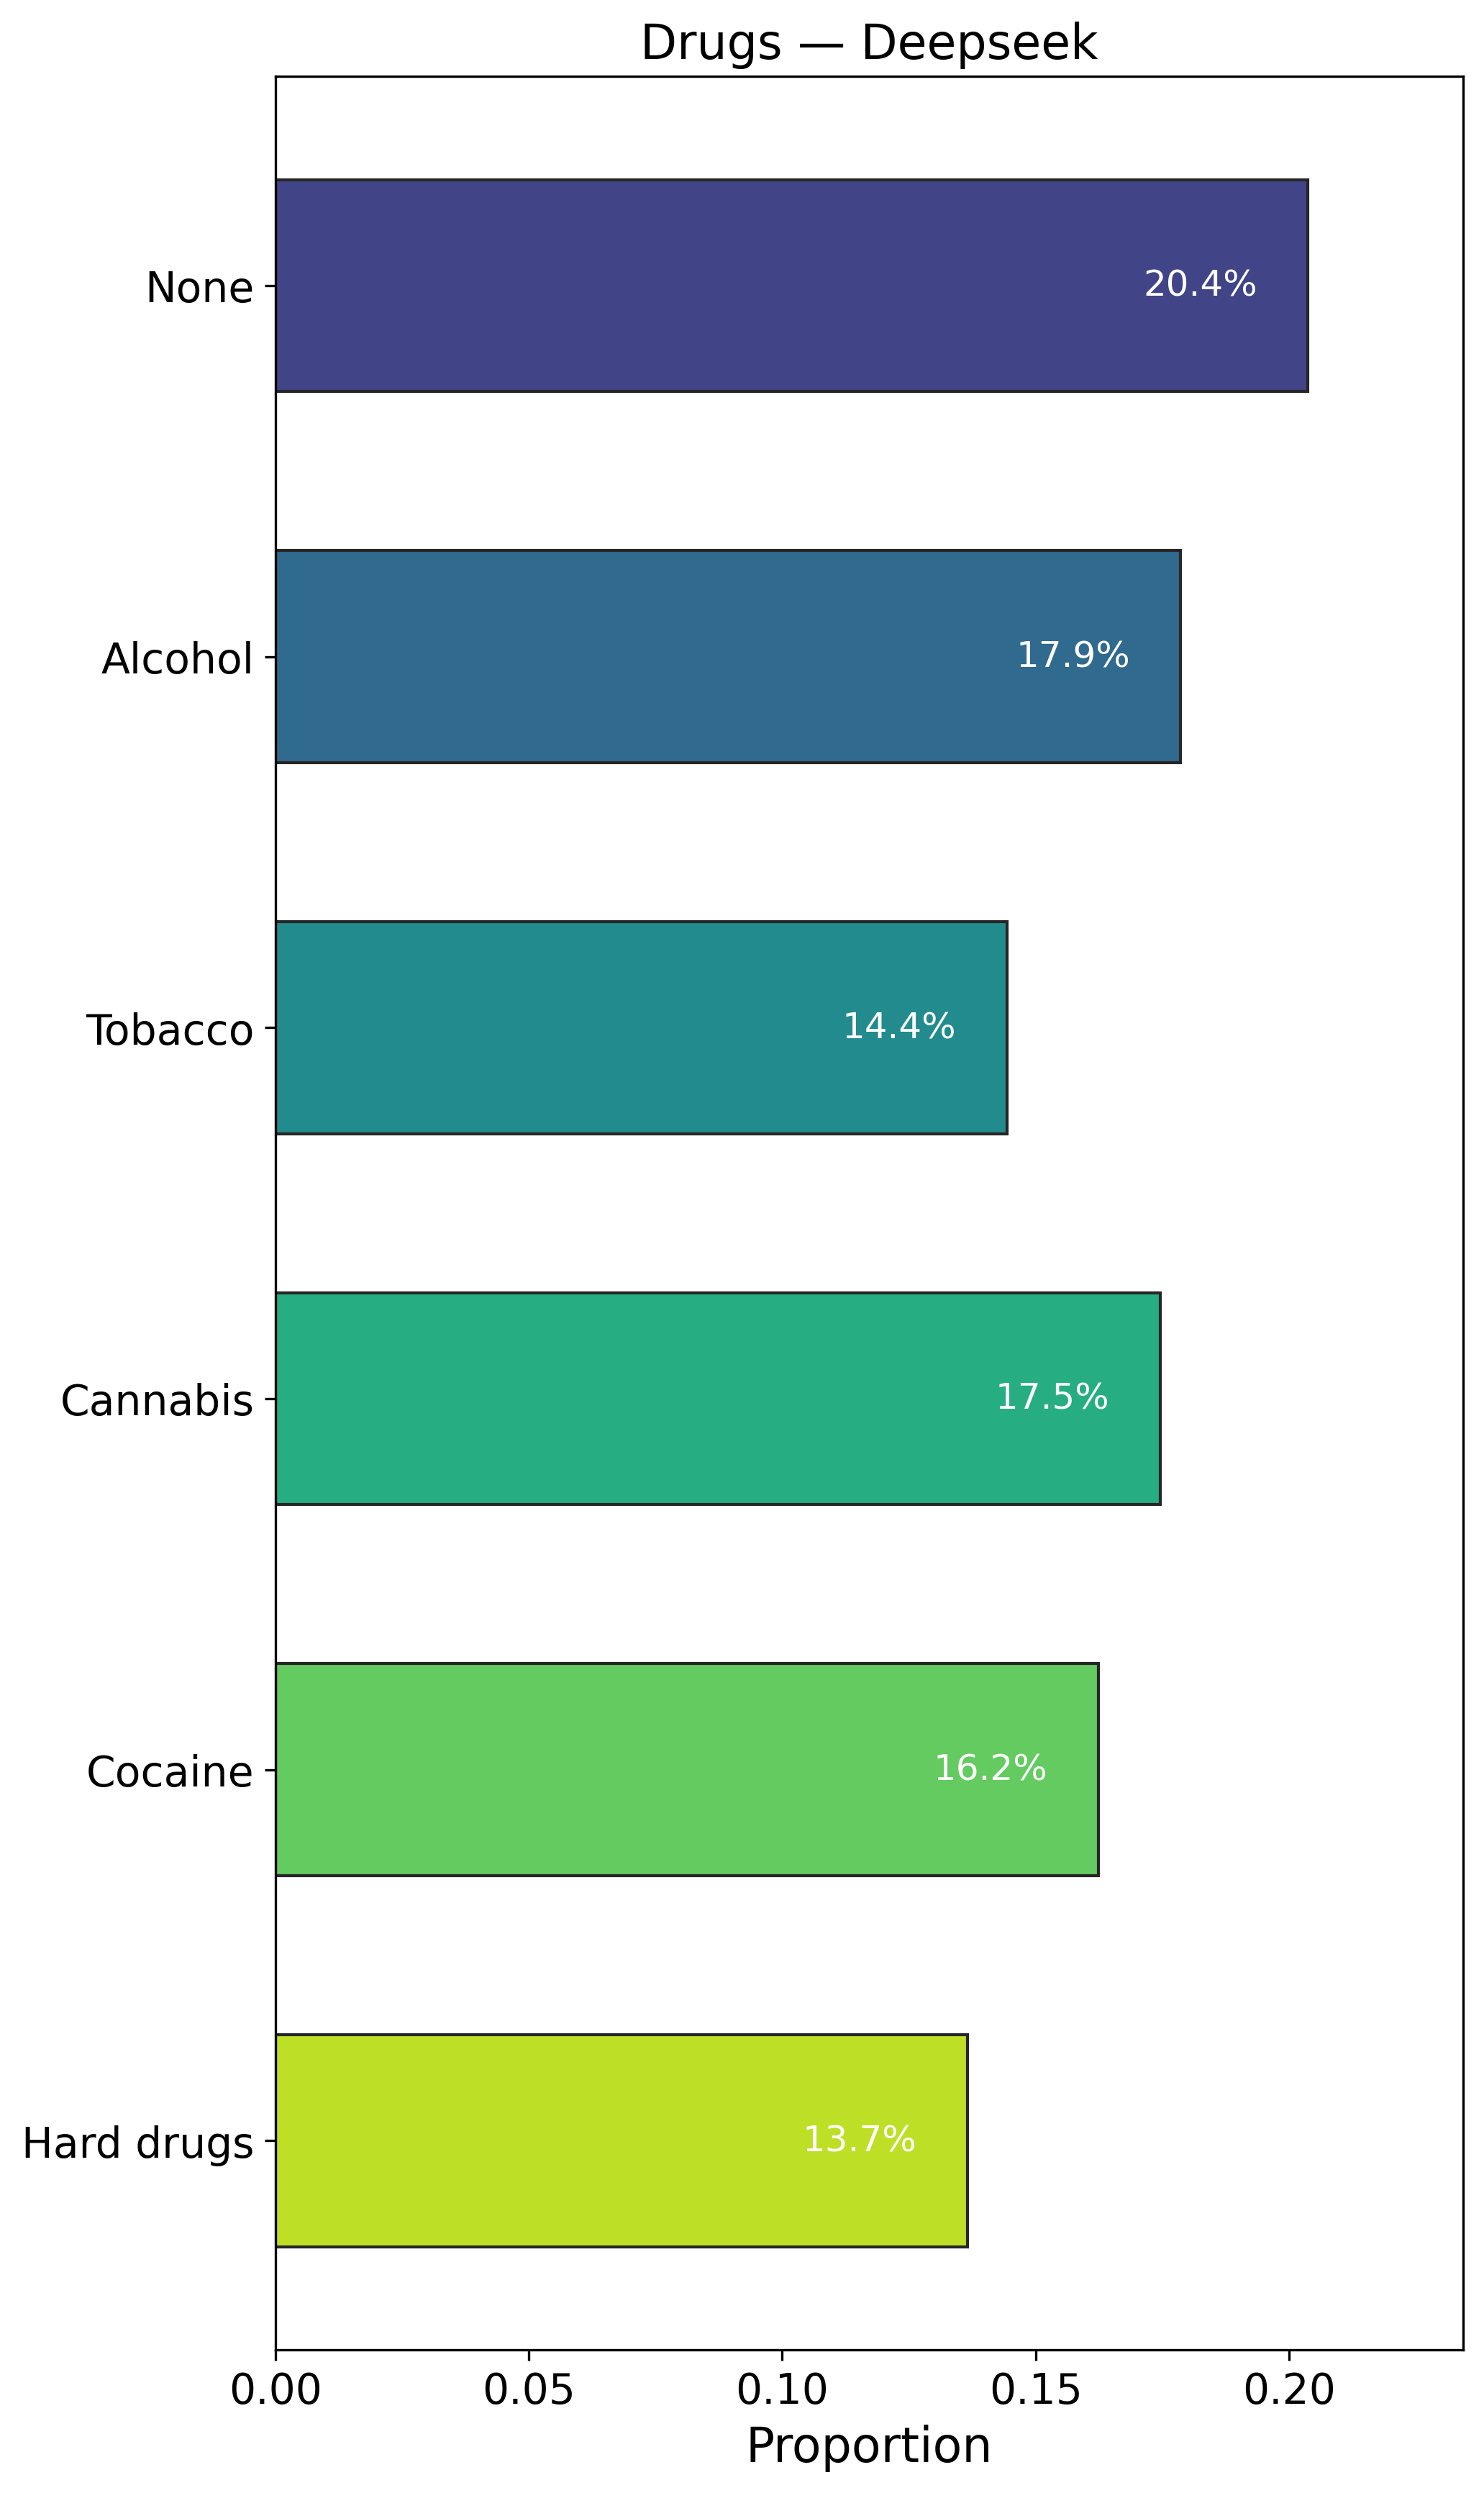 Drugs — Deepseek
None
20.4%
Alcohol
17.9%
Tobacco
14.4%
Cannabis
17.5%
Cocaine
16.2%
Hard drugs
13.7%
0.00 0.05 0.10 0.15 0.20
Proportion